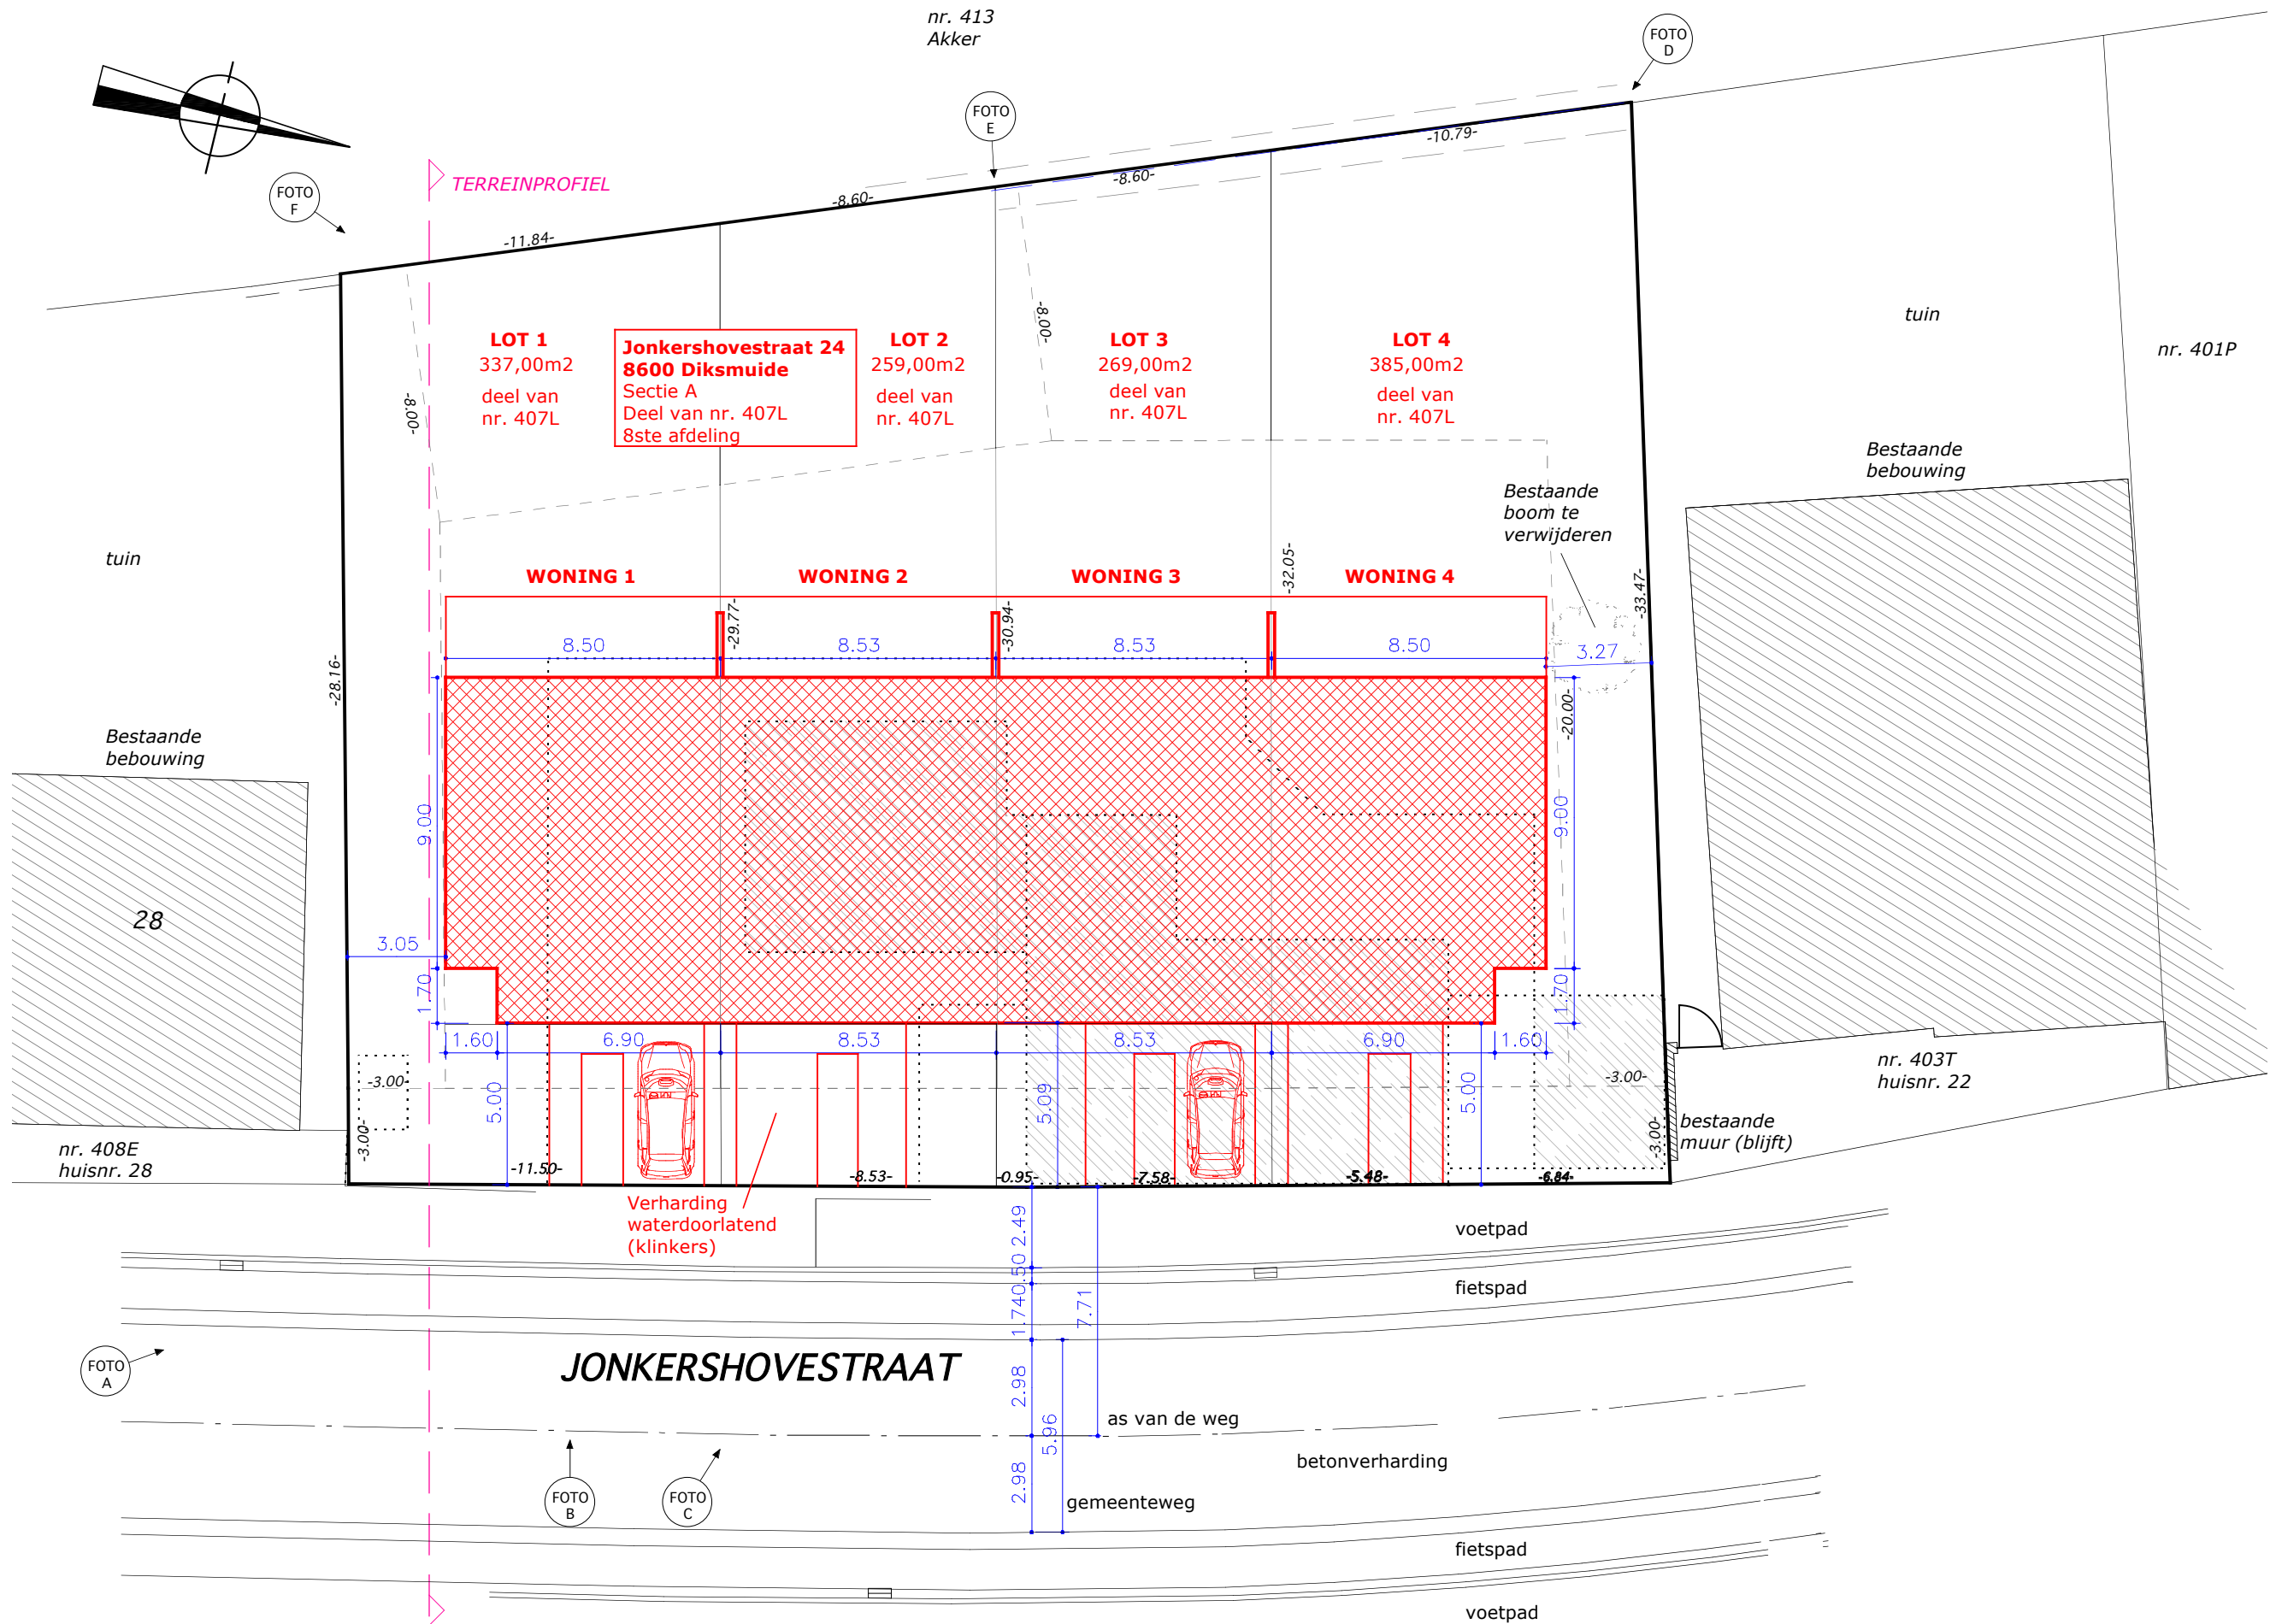 nr. 413
Akker
FOTO
D
FOTO
E
-10.79-
-8.60-
TERREINPROFIEL
FOTO
F
-8.60-
-11.84-
LOT 1
337,00m2
deel van
nr. 407L
Jonkershovestraat 24
8600 Diksmuide
Sectie A
Deel van nr. 407L
8ste afdeling
LOT 2
259,00m2
deel van
nr. 407L
-8.00-
LOT 3
269,00m2
deel van
nr. 407L
LOT 4
385,00m2
deel van
nr. 407L
tuin
nr. 401P
-8.00-
Bestaande
bebouwing
Bestaande
boom te
verwijderen
tuin
WONING 1
WONING 2
WONING 3
WONING 4
-29.77-
-30.94-
-32.05-
-33.47-
-28.16-
8.50
8.53
8.53
8.50
3.27
-20.00-
Bestaande
bebouwing
28
9.00
9.00
3.05
1.70
1.70
1.60
6.90
8.53
8.53
6.90
1.60
-3.00-
-3.00-
5.00
5.09
5.00
nr. 403T
huisnr. 22
-3.00-
-3.00-
bestaande
muur (blijft)
nr. 408E
huisnr. 28
-11.50-
-8.53-
-0.95-
-7.58-
-5.48-
Verharding
waterdoorlatend
(klinkers)
2.49
0.50
1.74
7.71
voetpad
fietspad
FOTO
A
JONKERSHOVESTRAAT
2.98
5.96
as van de weg
betonverharding
2.98
gemeenteweg
FOTO
B
FOTO
C
fietspad
voetpad